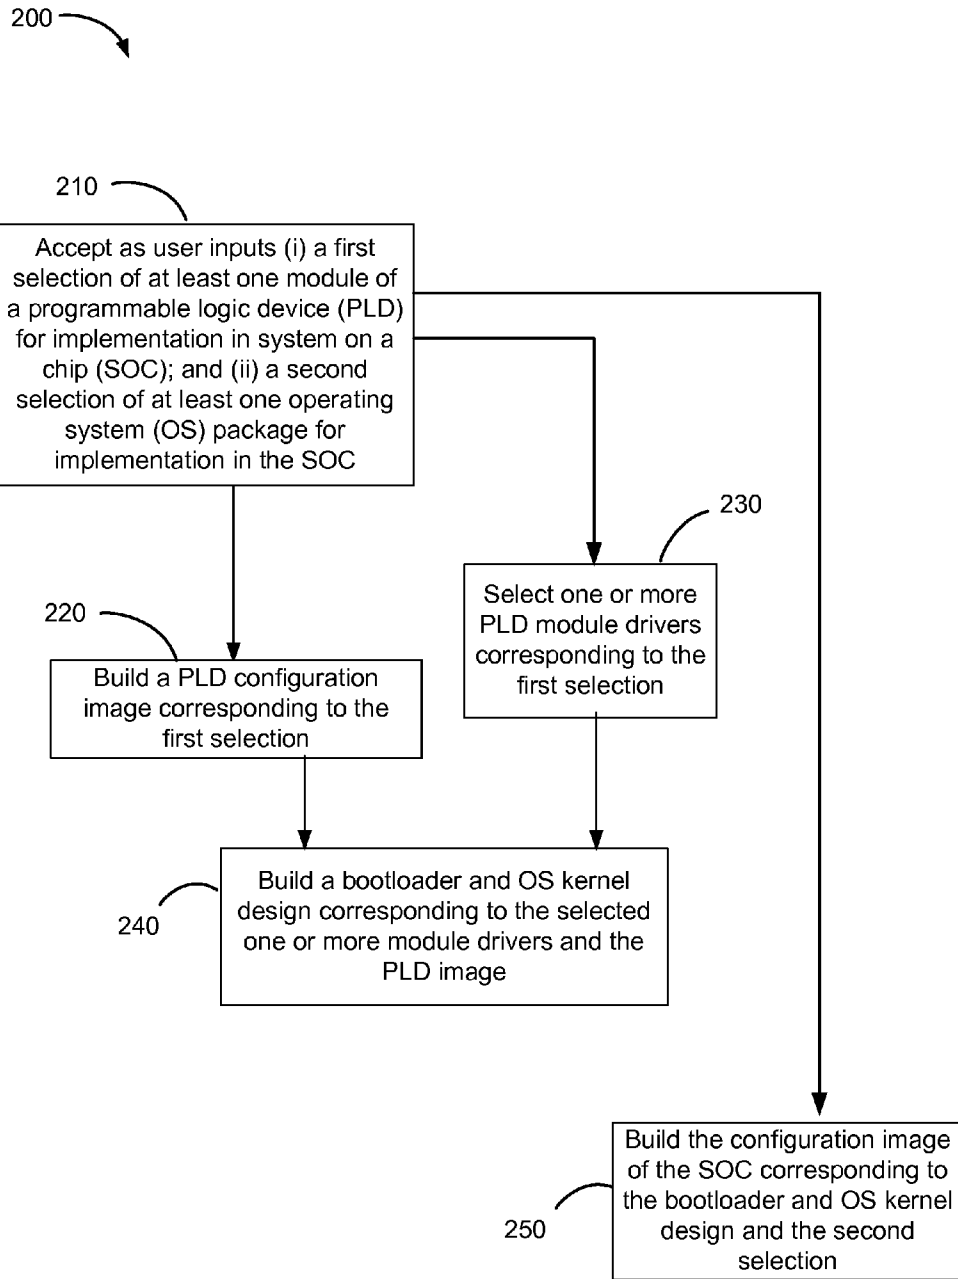 200
210
Accept as user inputs (i) a first
selection of at least one module of
a programmable logic device (PLD)
for implementation in system on a
chip (SOC); and (ii) a second
selection of at least one operating
system (OS) package for
implementation in the SOC
230
Select one or more
PLD module drivers
corresponding to the
first selection
220
Build a PLD configuration
image corresponding to the
first selection
Build a bootloader and OS kernel
design corresponding to the selected
one or more module drivers and the
PLD image
240
Build the configuration image
of the SOC corresponding to
the bootloader and OS kernel
design and the second
selection
250